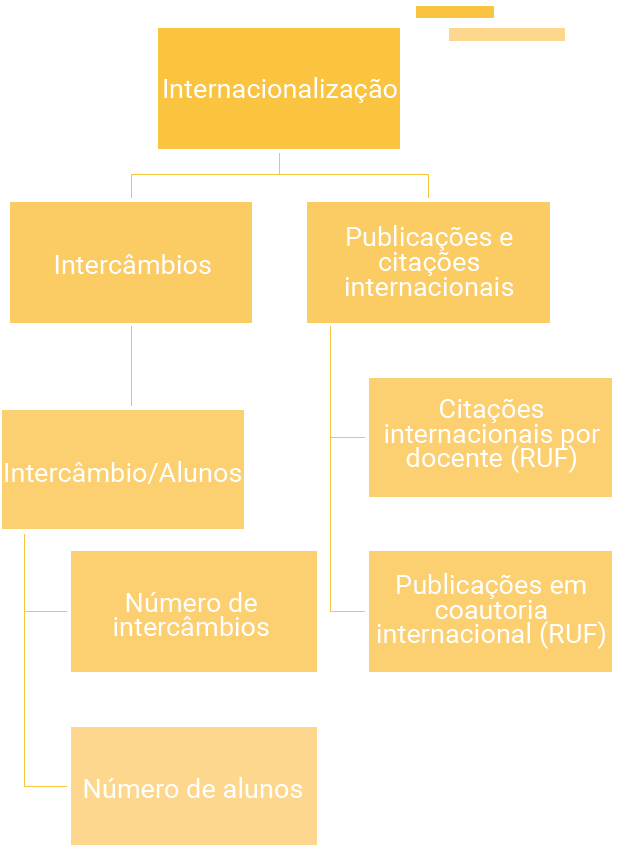 Internacionalização
Intercâmbios
Publicações e
citações
internacionais
Intercâmbio/Alunos
Número de
intercâmbios
Número de alunos
Citações
internacionais por
docente (RUF)
Publicações em
coautoria
internacional (RUF)